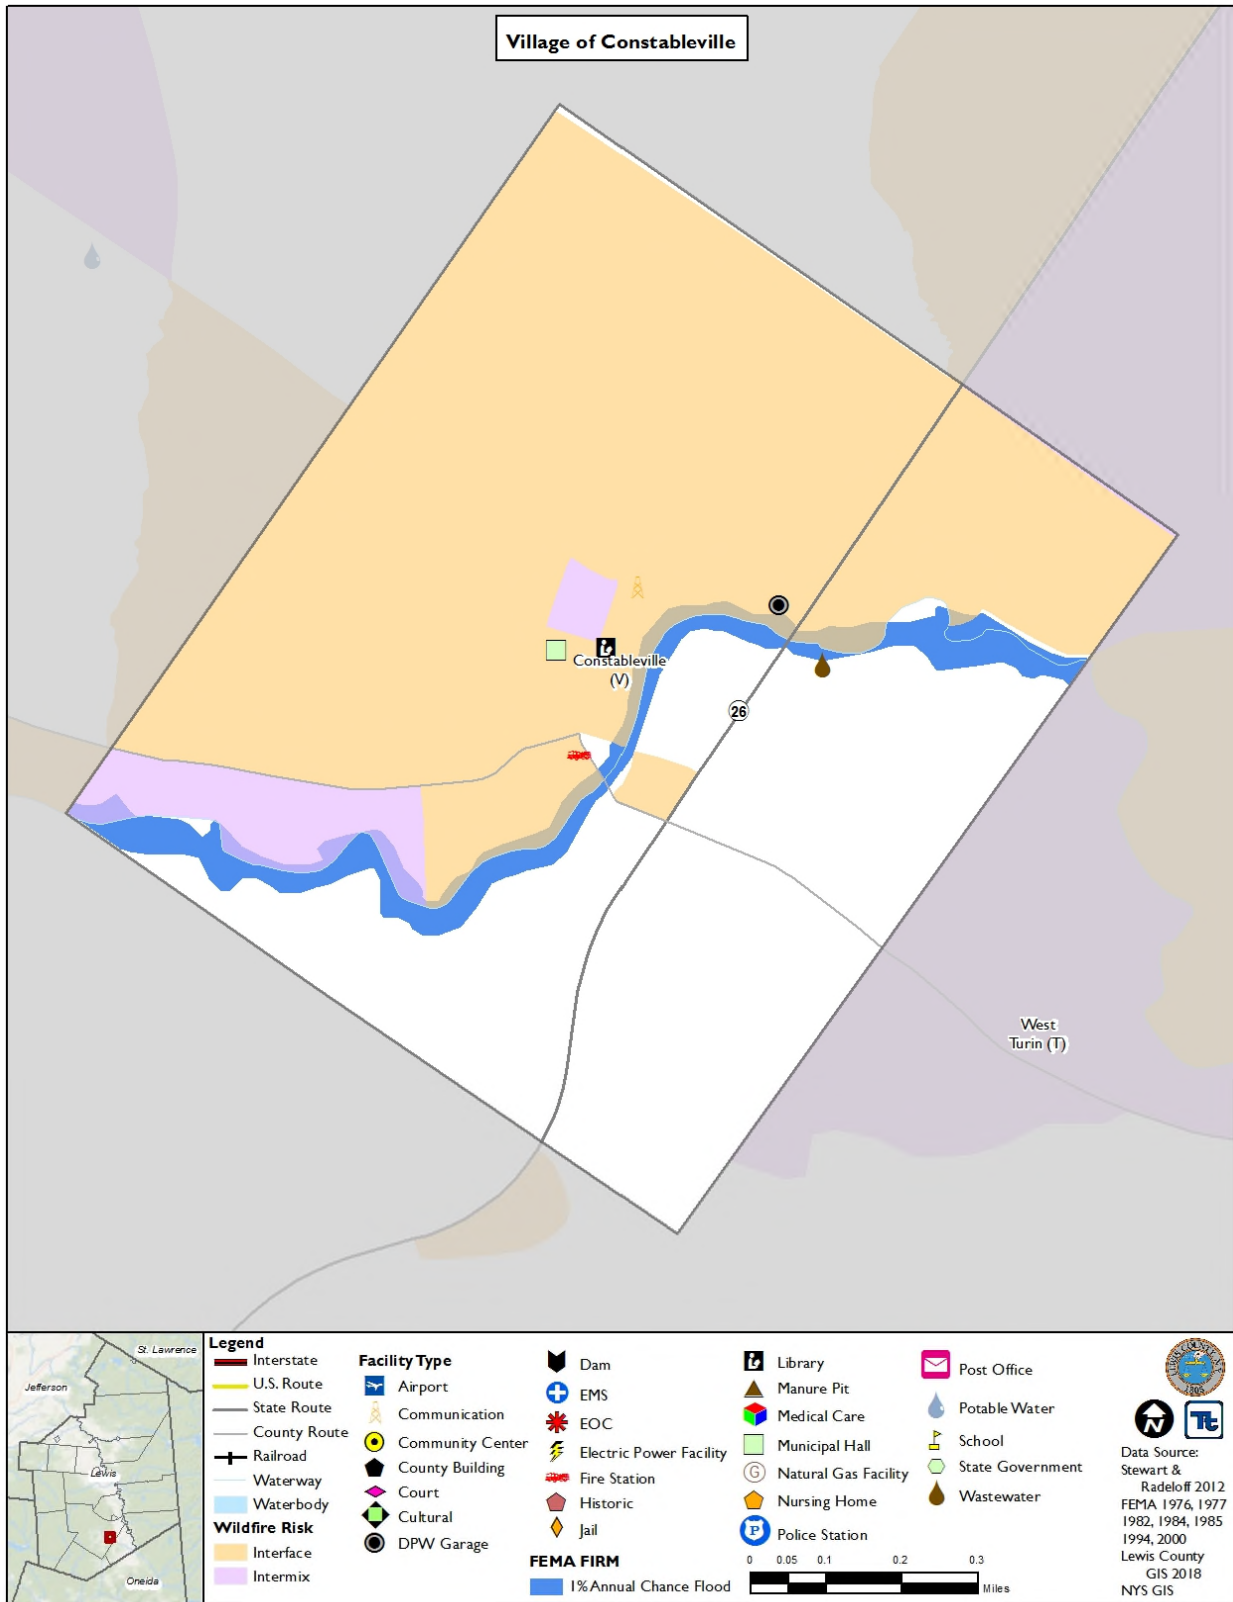 Village of Constableville
Constableville
(V)
26
West
Turin (T)
St. Lawrence
Jefferson
Lewis
Oneida
Legend
Interstate
U.S. Route
State Route
County Route
Railroad
Waterway
Waterbody
Wildfire Risk
Interface
Intermix
Facility Type
Airport
Communication
Community Center
County Building
Court
Cultural
DPW Garage
Dam
EMS
EOC
Electric Power Facility
Fire Station
Historic
Jail
FEMA FIRM
1% Annual Chance Flood
Library
Manure Pit
Medical Care
Municipal Hall
G
Natural Gas Facility
Nursing Home
P
Police Station
0 0.05 0.1 0.2 0.3
Miles
Post Office
Potable Water
School
State Government
Wastewater
N
Tt
Data Source:
Stewart &
Radeloff 2012
FEMA 1976, 1977
1982, 1984, 1985
1994, 2000
Lewis County
GIS 2018
NYS GIS